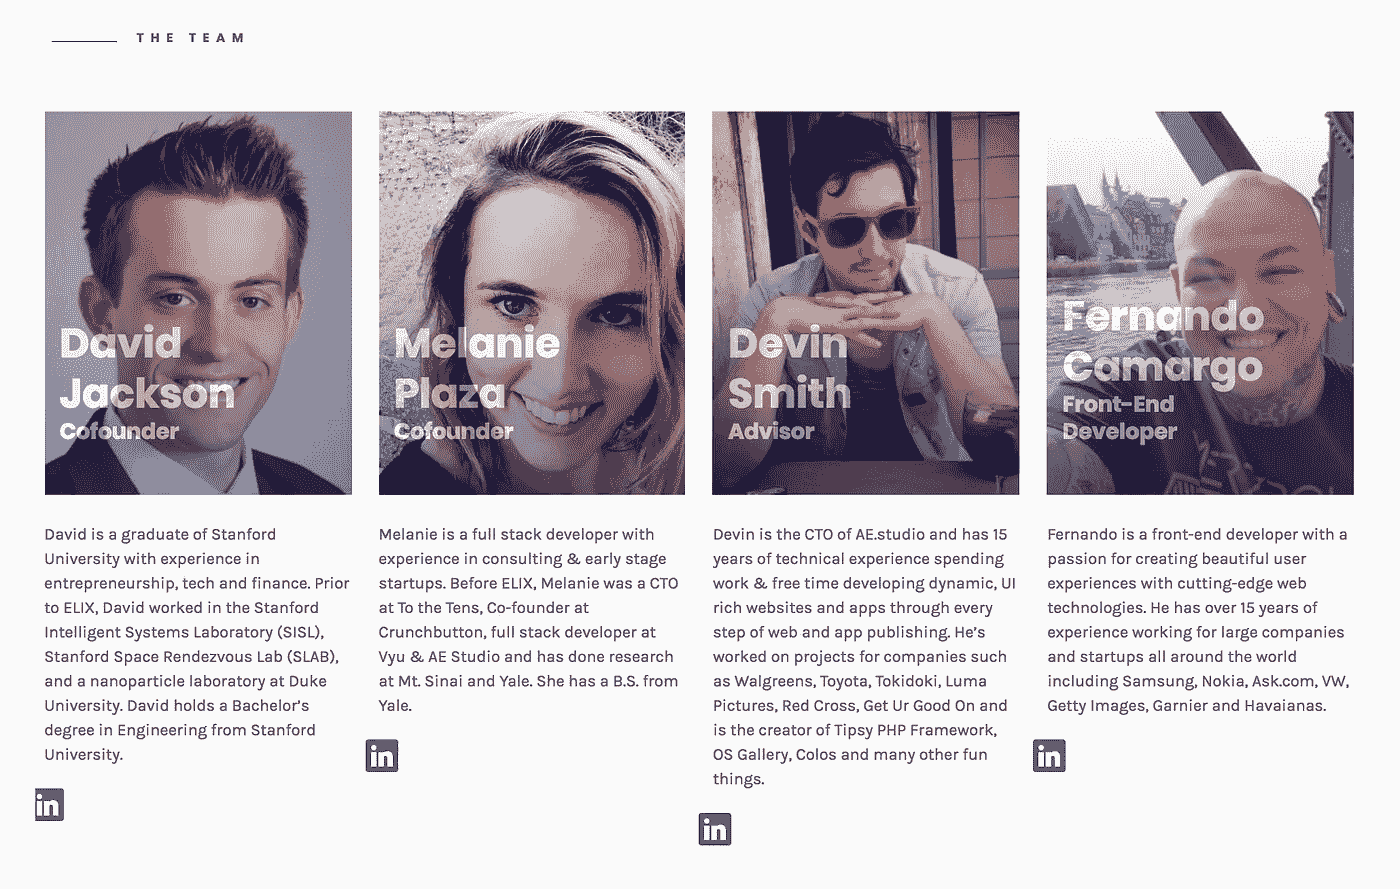 THE TEAM
David
Jackson
Cofounder
David is a graduate of Stanford
University with experience in
entrepreneurship, tech and finance. Prior
to ELIX, David worked in the Stanford
Intelligent Systems Laboratory (SISL),
Stanford Space Rendezvous Lab (SLAB),
and a nanoparticle laboratory at Duke
University. David holds a Bachelor's
degree in Engineering from Stanford
University.
in
Melanie
Plaza
Cofounder
Melanie is a full stack developer with
experience in consulting & early stage
startups. Before ELIX, Melanie was a CTO
at To the Tens, Co-founder at
Crunchbutton, full stack developer at
Vyu & AE Studio and has done research
at Mt. Sinai and Yale. She has a B.S. from
Yale.
in
Devin
Smith
Advisor
Devin is the CTO of AE.studio and has 15
years of technical experience spending
work & free time developing dynamic, UI
rich websites and apps through every
step of web and app publishing. He's
worked on projects for companies such
as Walgreens, Toyota, Tokidoki, Luma
Pictures, Red Cross, Get Ur Good On and
is the creator of Tipsy PHP Framework,
OS Gallery, Colos and many other fun
things.
in
Fernando
Camargo
Front-End
Developer
Fernando is a front-end developer with a
passion for creating beautiful user
experiences with cutting-edge web
technologies. He has over 15 years of
experience working for large companies
and startups all around the world
including Samsung, Nokia, Ask.com, VW,
Getty Images, Garnier and Havaianas.
in